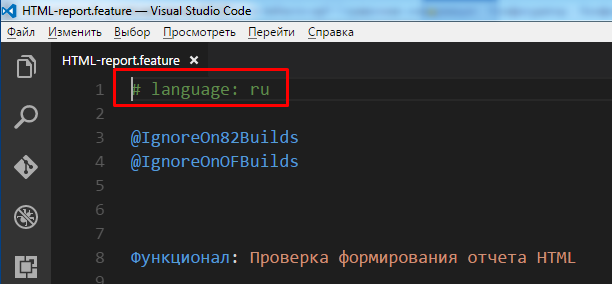 HTML-report.feature — Visual Studio Code
Файл Изменить Выбор Просмотреть Перейти Справка
HTML-report.feature ×
1 # language: ru
2
3 @IgnoreOn82Builds
4 @IgnoreOnOFBuilds
5
6
7
8 Функционал: Проверка формирования отчета HTML
9